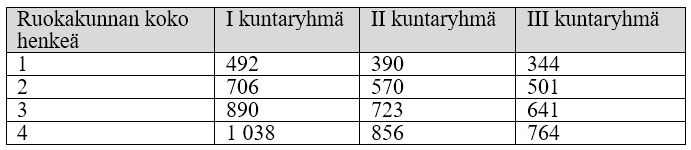 Ruokakunnan koko henkeä I kuntaryhmä II kuntaryhmä III kuntaryhmä
1 492 390 344
2 706 570 501
3 890 723 641
4 1 038 856 764